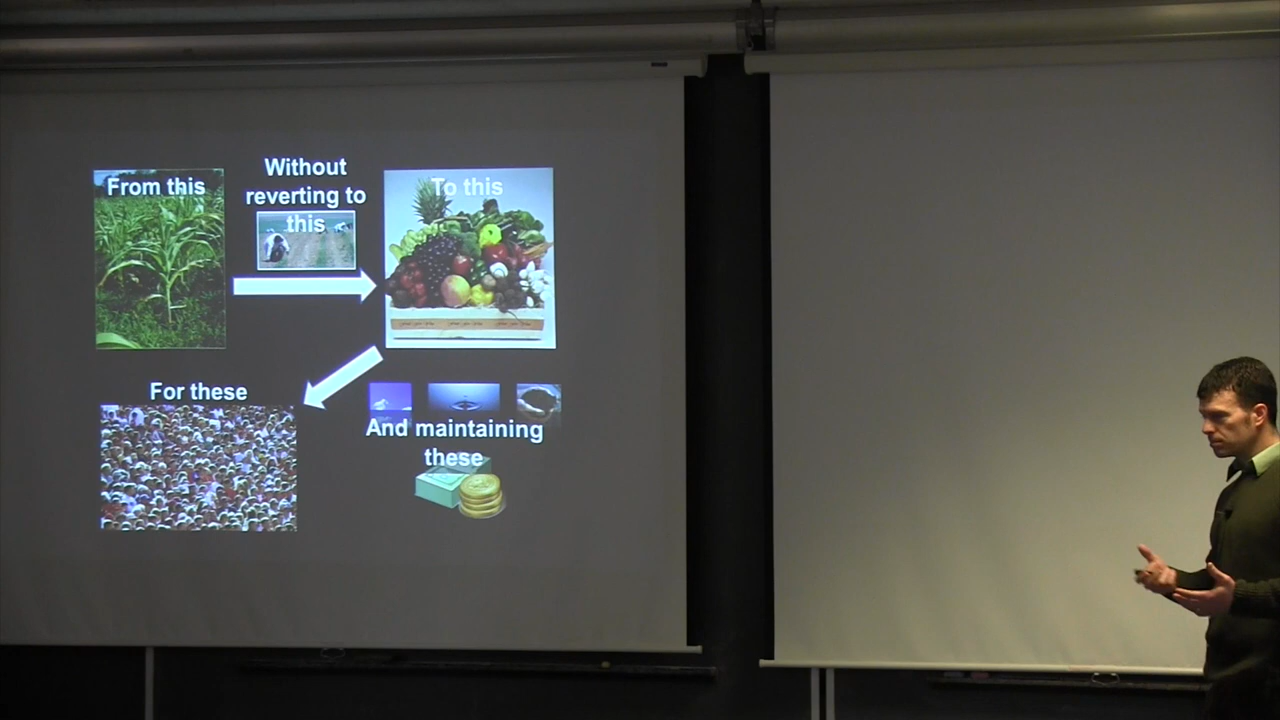 From this
Without
reverting to
this
To this
For these
And maintaining
these